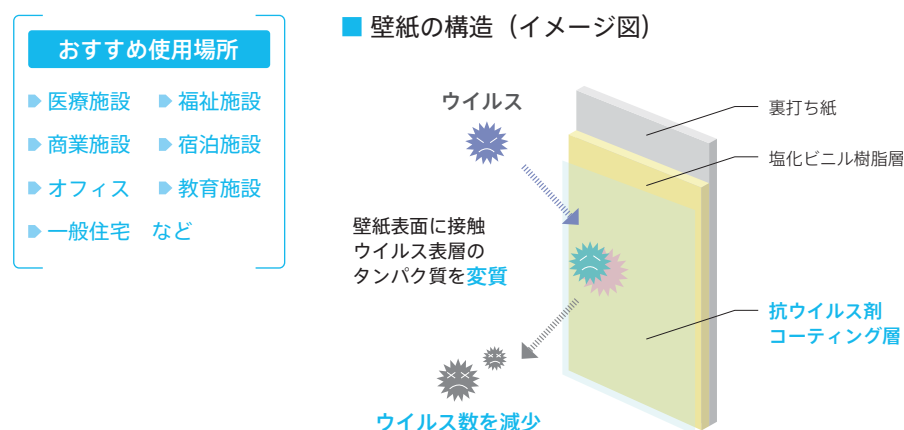 おすすめ使用場所
医療施設 福祉施設
商業施設 宿泊施設
オフィス 教育施設
一般住宅 など
壁紙の構造（イメージ図）
ウイルス
裏打ち紙
塩化ビニル樹脂層
壁紙表面に接触
ウイルス表層の
タンパク質を変質
抗ウイルス剤
コーティング層
ウイルス数を減少